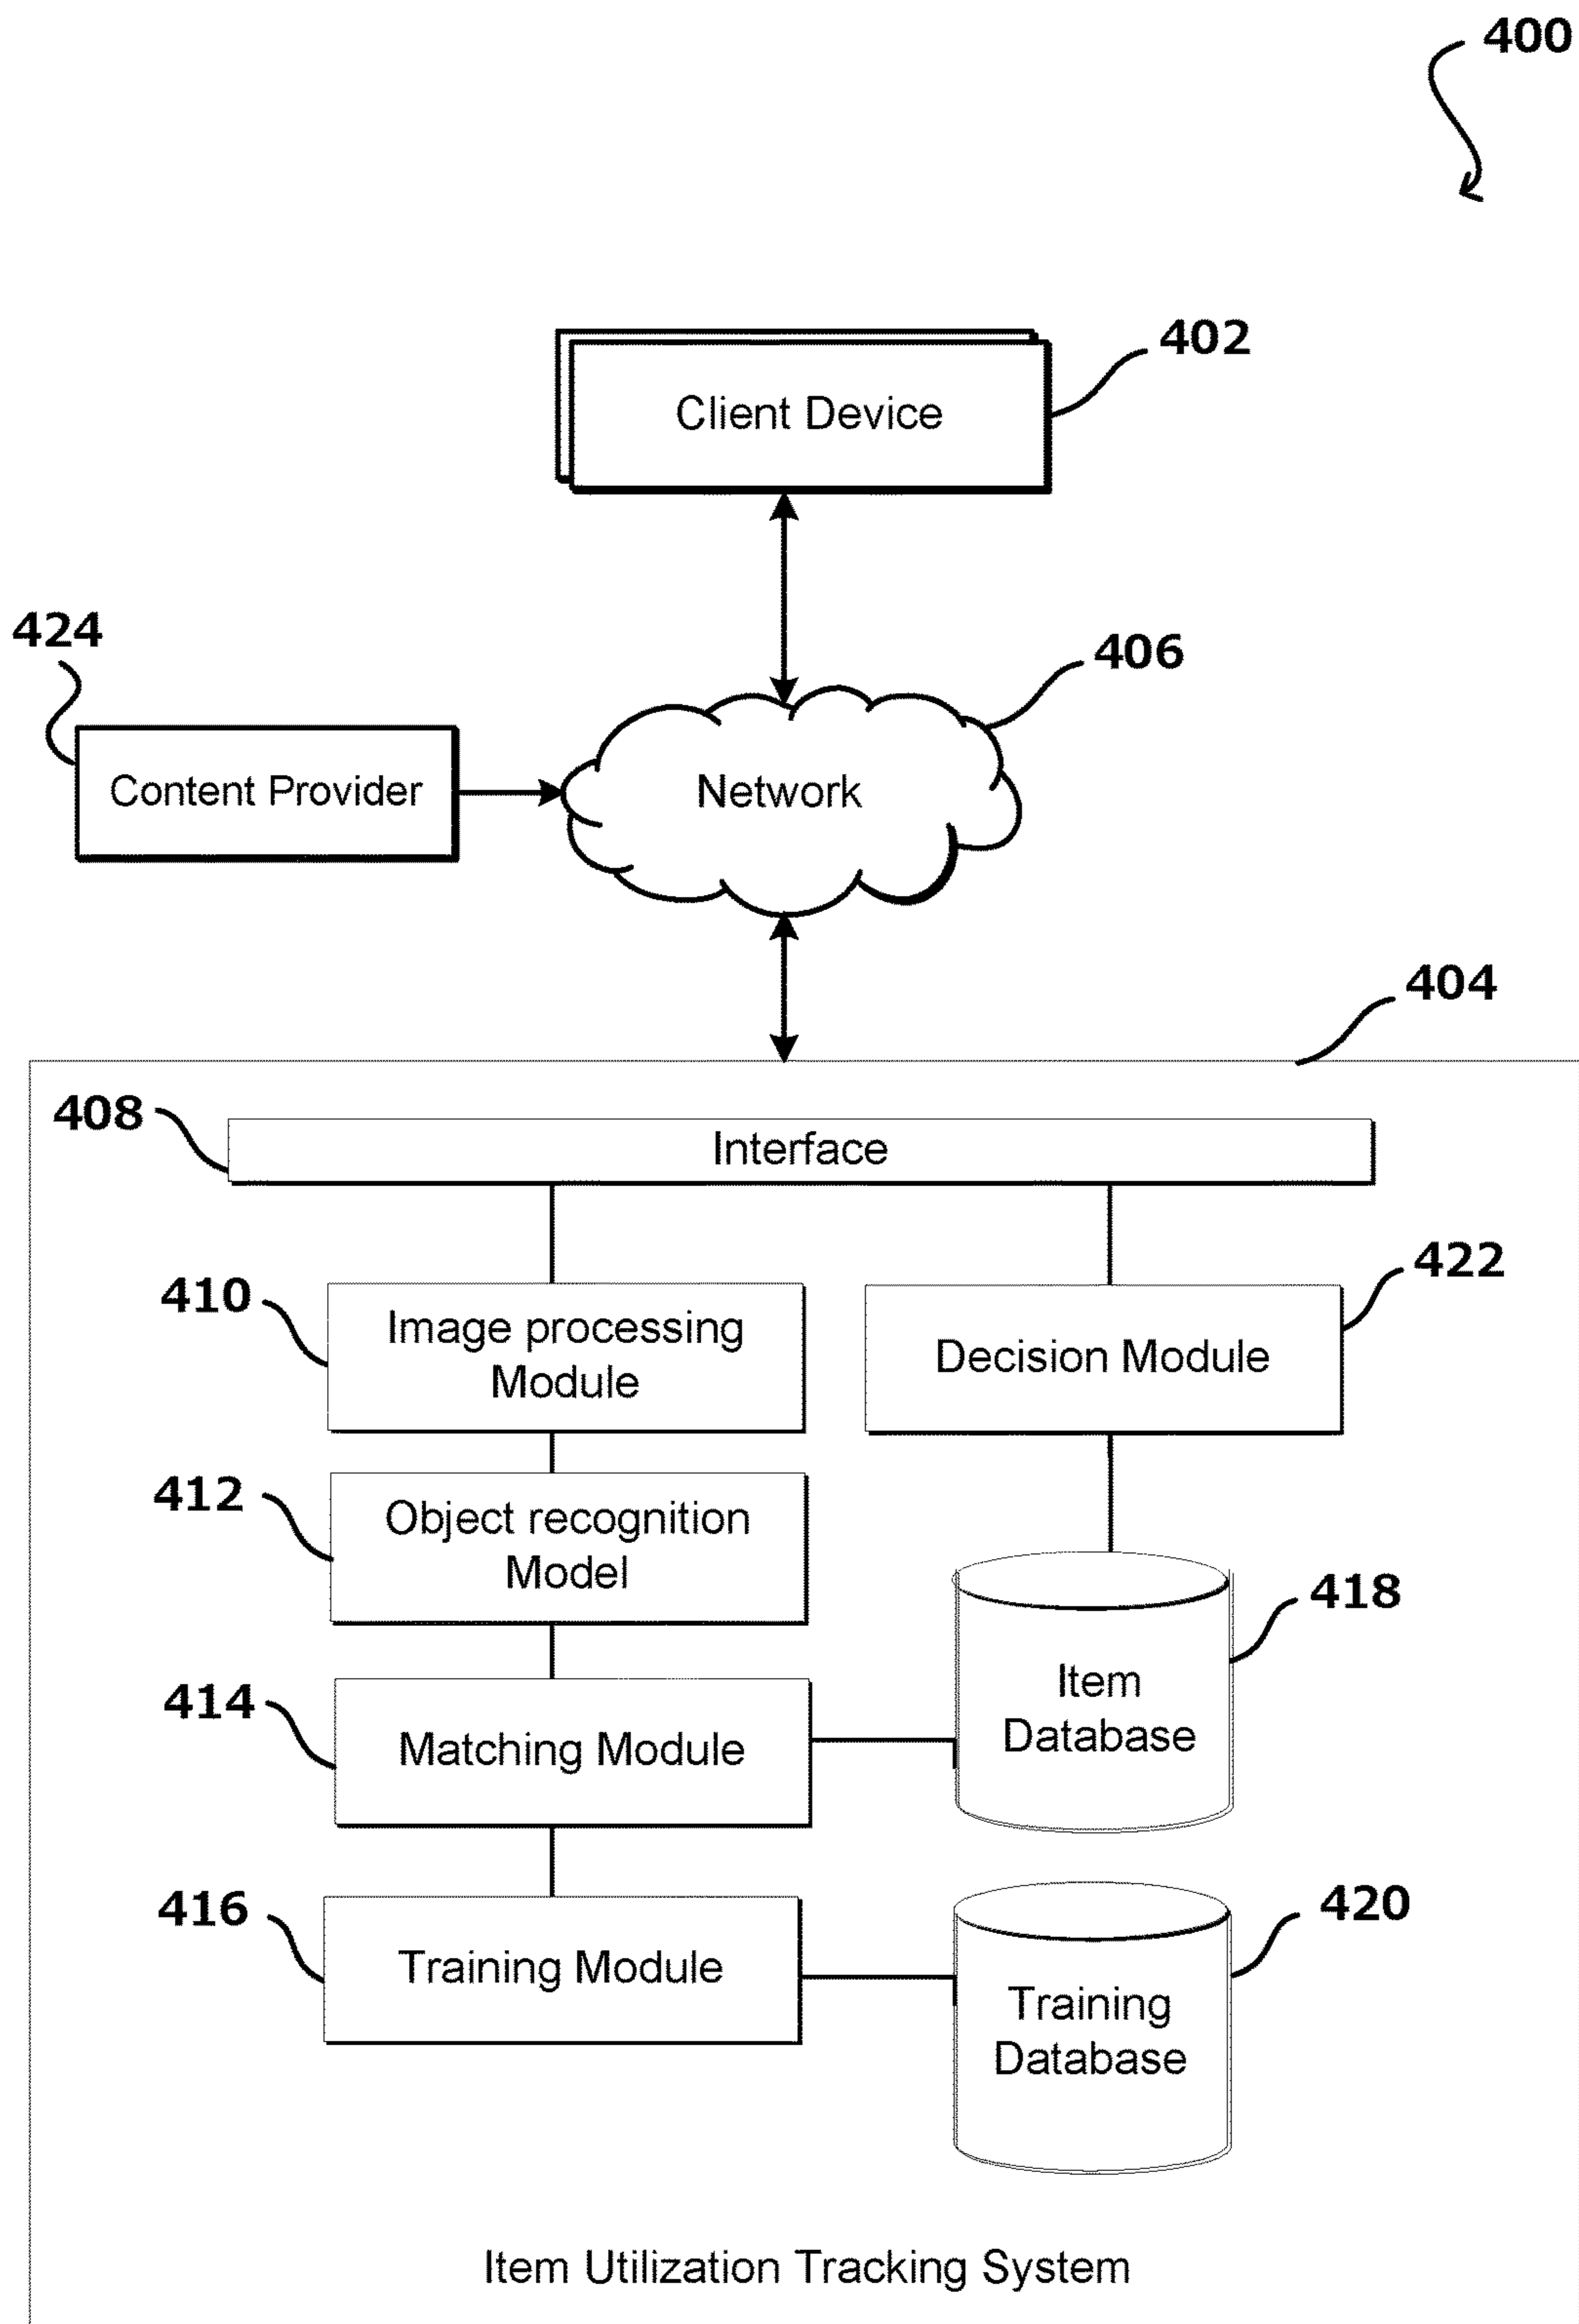 400
402
Client Device
424
406
Content Provider
Network
404
408
Interface
410
422
Image processing
Module
Decision Module
412
Object recognition
Model
418
414
Item
Database
Matching Module
416
420
Training Module
Training
Database
Item Utilization Tracking System